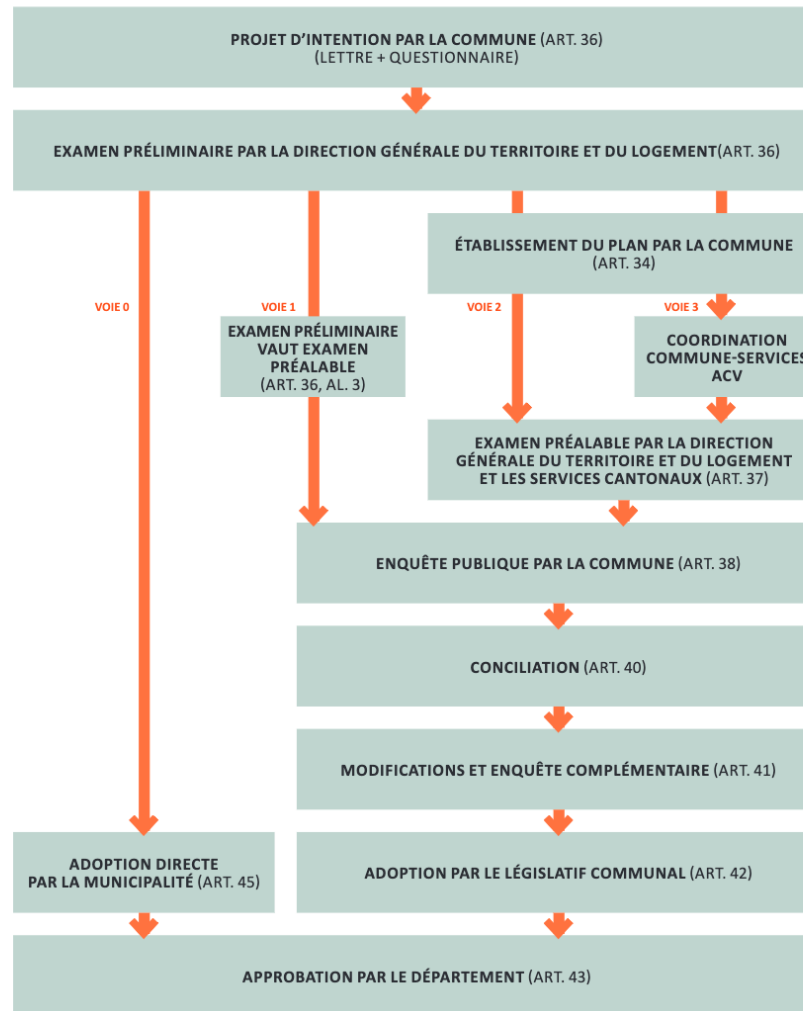 PROJET D'INTENTION PAR LA COMMUNE (ART. 36)
(LETTRE + QUESTIONNAIRE)
EXAMEN PRÉLIMINAIRE PAR LA DIRECTION GÉNÉRALE DU TERRITOIRE ET DU LOGEMENT(ART. 36)
ÉTABLISSEMENT DU PLAN PAR LA COMMUNE
(ART. 34)
VOIE 0
VOIE 1
VOIE 2
VOIE 3
EXAMEN PRÉLIMINAIRE
VAUT EXAMEN
PRÉALABLE
(ART. 36, AL. 3)
COORDINATION
COMMUNE-SERVICES
ACV
EXAMEN PRÉALABLE PAR LA DIRECTION
GÉNÉRALE DU TERRITOIRE ET DU LOGEMENT
ET LES SERVICES CANTONAUX (ART. 37)
ENQUÊTE PUBLIQUE PAR LA COMMUNE (ART. 38)
CONCILIATION (ART. 40)
MODIFICATIONS ET ENQUÊTE COMPLÉMENTAIRE (ART. 41)
ADOPTION DIRECTE
PAR LA MUNICIPALITÉ (ART. 45)
ADOPTION PAR LE LÉGISLATIF COMMUNAL (ART. 42)
APPROBATION PAR LE DÉPARTEMENT (ART. 43)